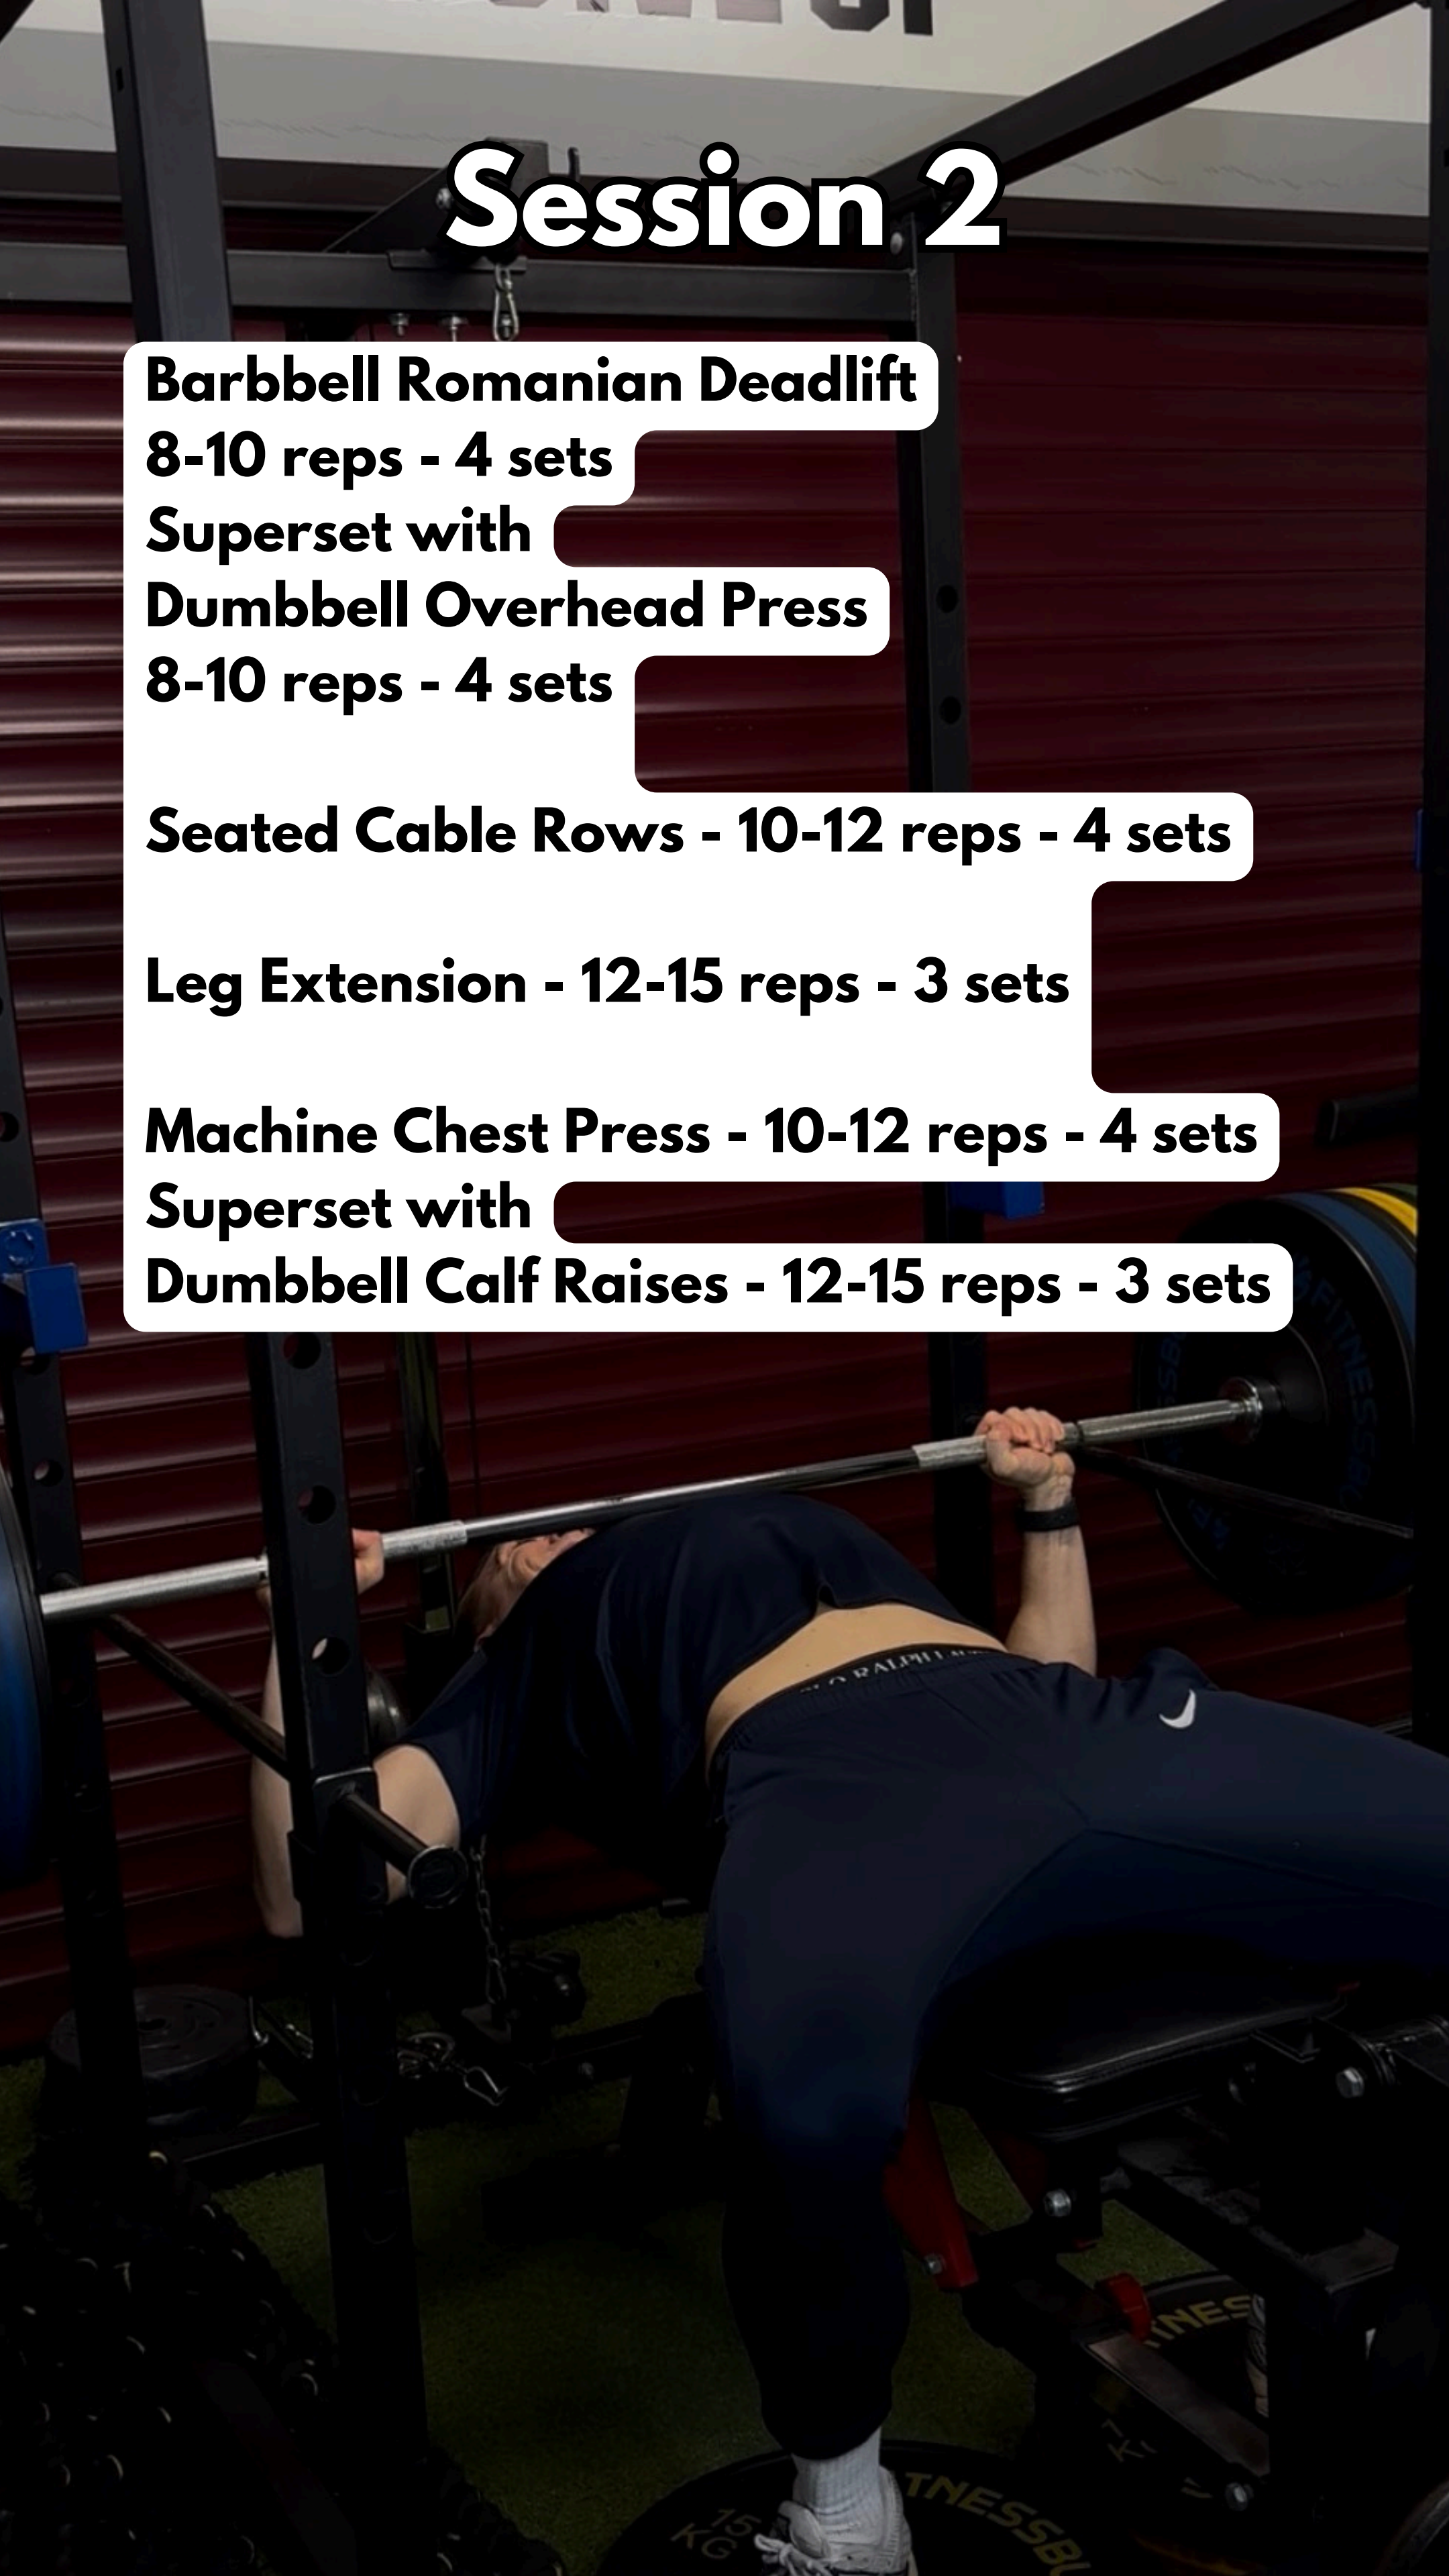 Session 2
Barbbell Romanian Deadlift
8-10 reps - 4 sets
Superset with
Dumbbell Overhead Press
8-10 reps - 4 sets
Seated Cable Rows - 10-12 reps - 4 sets
Leg Extension - 12-15 reps - 3 sets
Machine Chest Press - 10-12 reps - 4 sets
Superset with
Dumbbell Calf Raises - 12-15 reps - 3 sets
15
KG